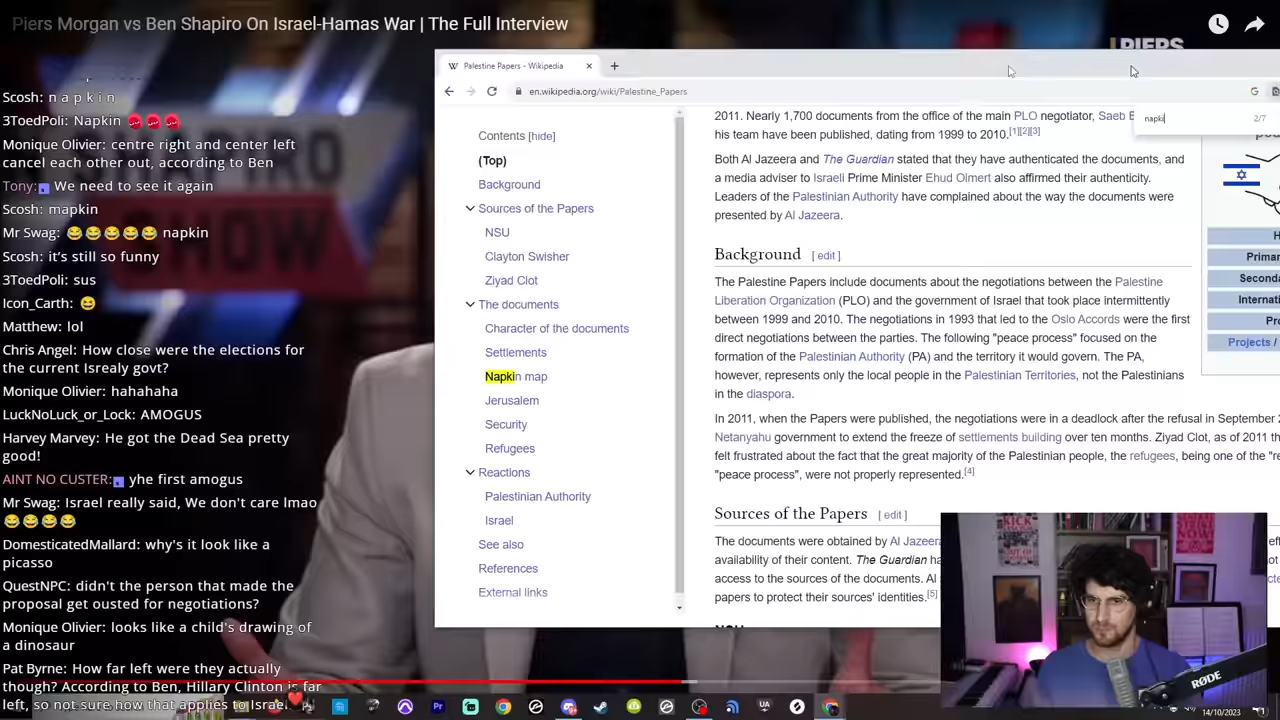 Piers Morgan vs Ben Shapiro On Israel-Hamas War | The Full Interview
Scosh: n a p k i n
3ToedPoli: Napkin
Monique Olivier: centre right and center left
cancel each other out, according to Ben
Tony: We need to see it again
Scosh: mapkin
Mr Swag: 😂😂😂😂😂 napkin
Scosh: it's still so funny
3ToedPoli: sus
Icon_Carth: 😄
Matthew: lol
Chris Angel: How close were the elections for
the current Isrealy govt?
Monique Olivier: hahahaha
LuckNoLuck_or_Lock: AMOGUS
Harvey Marvey: He got the Dead Sea pretty
good!
AINT NO CUSTER: yhe first amogus
Mr Swag: Israel really said, We don't care lmao
😂😂😂😂
DomesticatedMallard: why's it look like a
picasso
QuestNPC: didn't the person that made the
proposal get ousted for negotiations?
Monique Olivier: looks like a child's drawing of
a dinosaur
Pat Byrne: How far left were they actually
though? According to Ben, Hillary Clinton is far
left, so not sure how that applies to Israel
PIERS
Palestine Papers - Wikipedia
en.wikipedia.org/wiki/Palestine_Papers
napki
2/7
Contents [hide]
(Top)
Background
Sources of the Papers
NSU
Clayton Swisher
Ziyad Clot
The documents
Character of the documents
Settlements
Napkin map
Jerusalem
Security
Refugees
Reactions
Palestinian Authority
Israel
See also
References
External links
2011. Nearly 1,700 documents from the office of the main PLO negotiator, Saeb
his team have been published, dating from 1999 to 2010.[1][2][3]
Both Al Jazeera and The Guardian stated that they have authenticated the documents, and
a media adviser to Israeli Prime Minister Ehud Olmert also affirmed their authenticity.
Leaders of the Palestinian Authority have complained about the way the documents were
presented by Al Jazeera.
Background [ edit ]
The Palestine Papers include documents about the negotiations between the Palestine
Liberation Organization (PLO) and the government of Israel that took place intermittently
between 1999 and 2010. The negotiations in 1993 that led to the Oslo Accords were the first
direct negotiations between the parties. The following "peace process" focused on the
formation of the Palestinian Authority (PA) and the territory it would govern. The PA,
however, represents only the local people in the Palestinian Territories, not the Palestinians
in the diaspora.
In 2011, when the Papers were published, the negotiations were in a deadlock after the refusal in September
Netanyahu government to extend the freeze of settlements building over ten months. Ziyad Clot, as of 2011
felt frustrated about the fact that the great majority of the Palestinian people, the refugees, being one of the
"peace process", were not properly represented.[4]
Sources of the Papers [ edit ]
The documents were obtained by Al Jazeera
availability of their content. The Guardian
access to the sources of the documents. Al
papers to protect their sources' identities.[5]
Primar
Projects /
RØDE
14/10/2023